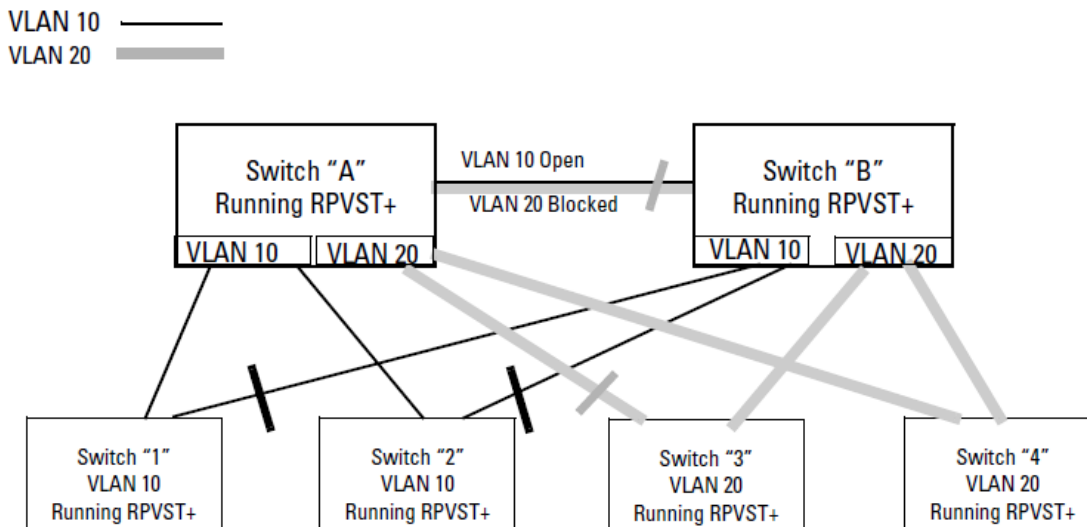 VLAN 10
VLAN 20
Switch "A"
Running RPVST+
VLAN 10
VLAN 20
VLAN 10 Open
VLAN 20 Blocked
Switch "B"
Running RPVST+
VLAN 10
VLAN 20
Switch "1"
VLAN 10
Running RPVST+
Switch "2"
VLAN 10
Running RPVST+
Switch "3"
VLAN 20
Running RPVST+
Switch "4"
VLAN 20
Running RPVST+